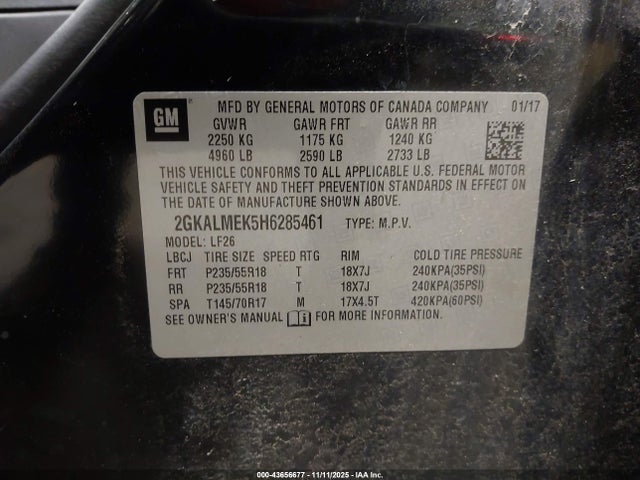 GM
MFD BY GENERAL MOTORS OF CANADA COMPANY 01/17
GVWR GAWR FRT GAWR RR
2250 KG 1175 KG 1240 KG
4960 LB 2590 LB 2733 LB
THIS VEHICLE CONFORMS TO ALL APPLICABLE U.S. FEDERAL MOTOR
VEHICLE SAFETY AND THEFT PREVENTION STANDARDS IN EFFECT ON
THE DATE OF MANUFACTURE SHOWN ABOVE.
2GKALMEK5H6285461 TYPE: M.P.V.
MODEL: LF26
LBCJ TIRE SIZE SPEED RTG RIM COLD TIRE PRESSURE
FRT P235/55R18 T 18X7J 240KPA(35PSI)
RR P235/55R18 T 18X7J 240KPA(35PSI)
SPA T145/70R17 M 17X4.5T 420KPA(60PSI)
SEE OWNER'S MANUAL FOR MORE INFORMATION.
000-43656677 - 11/11/2025 - IAA Inc.